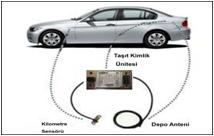 Taşıt Kimlik
Ünitesi
Kilometre
Sensörü
Depo Anteni